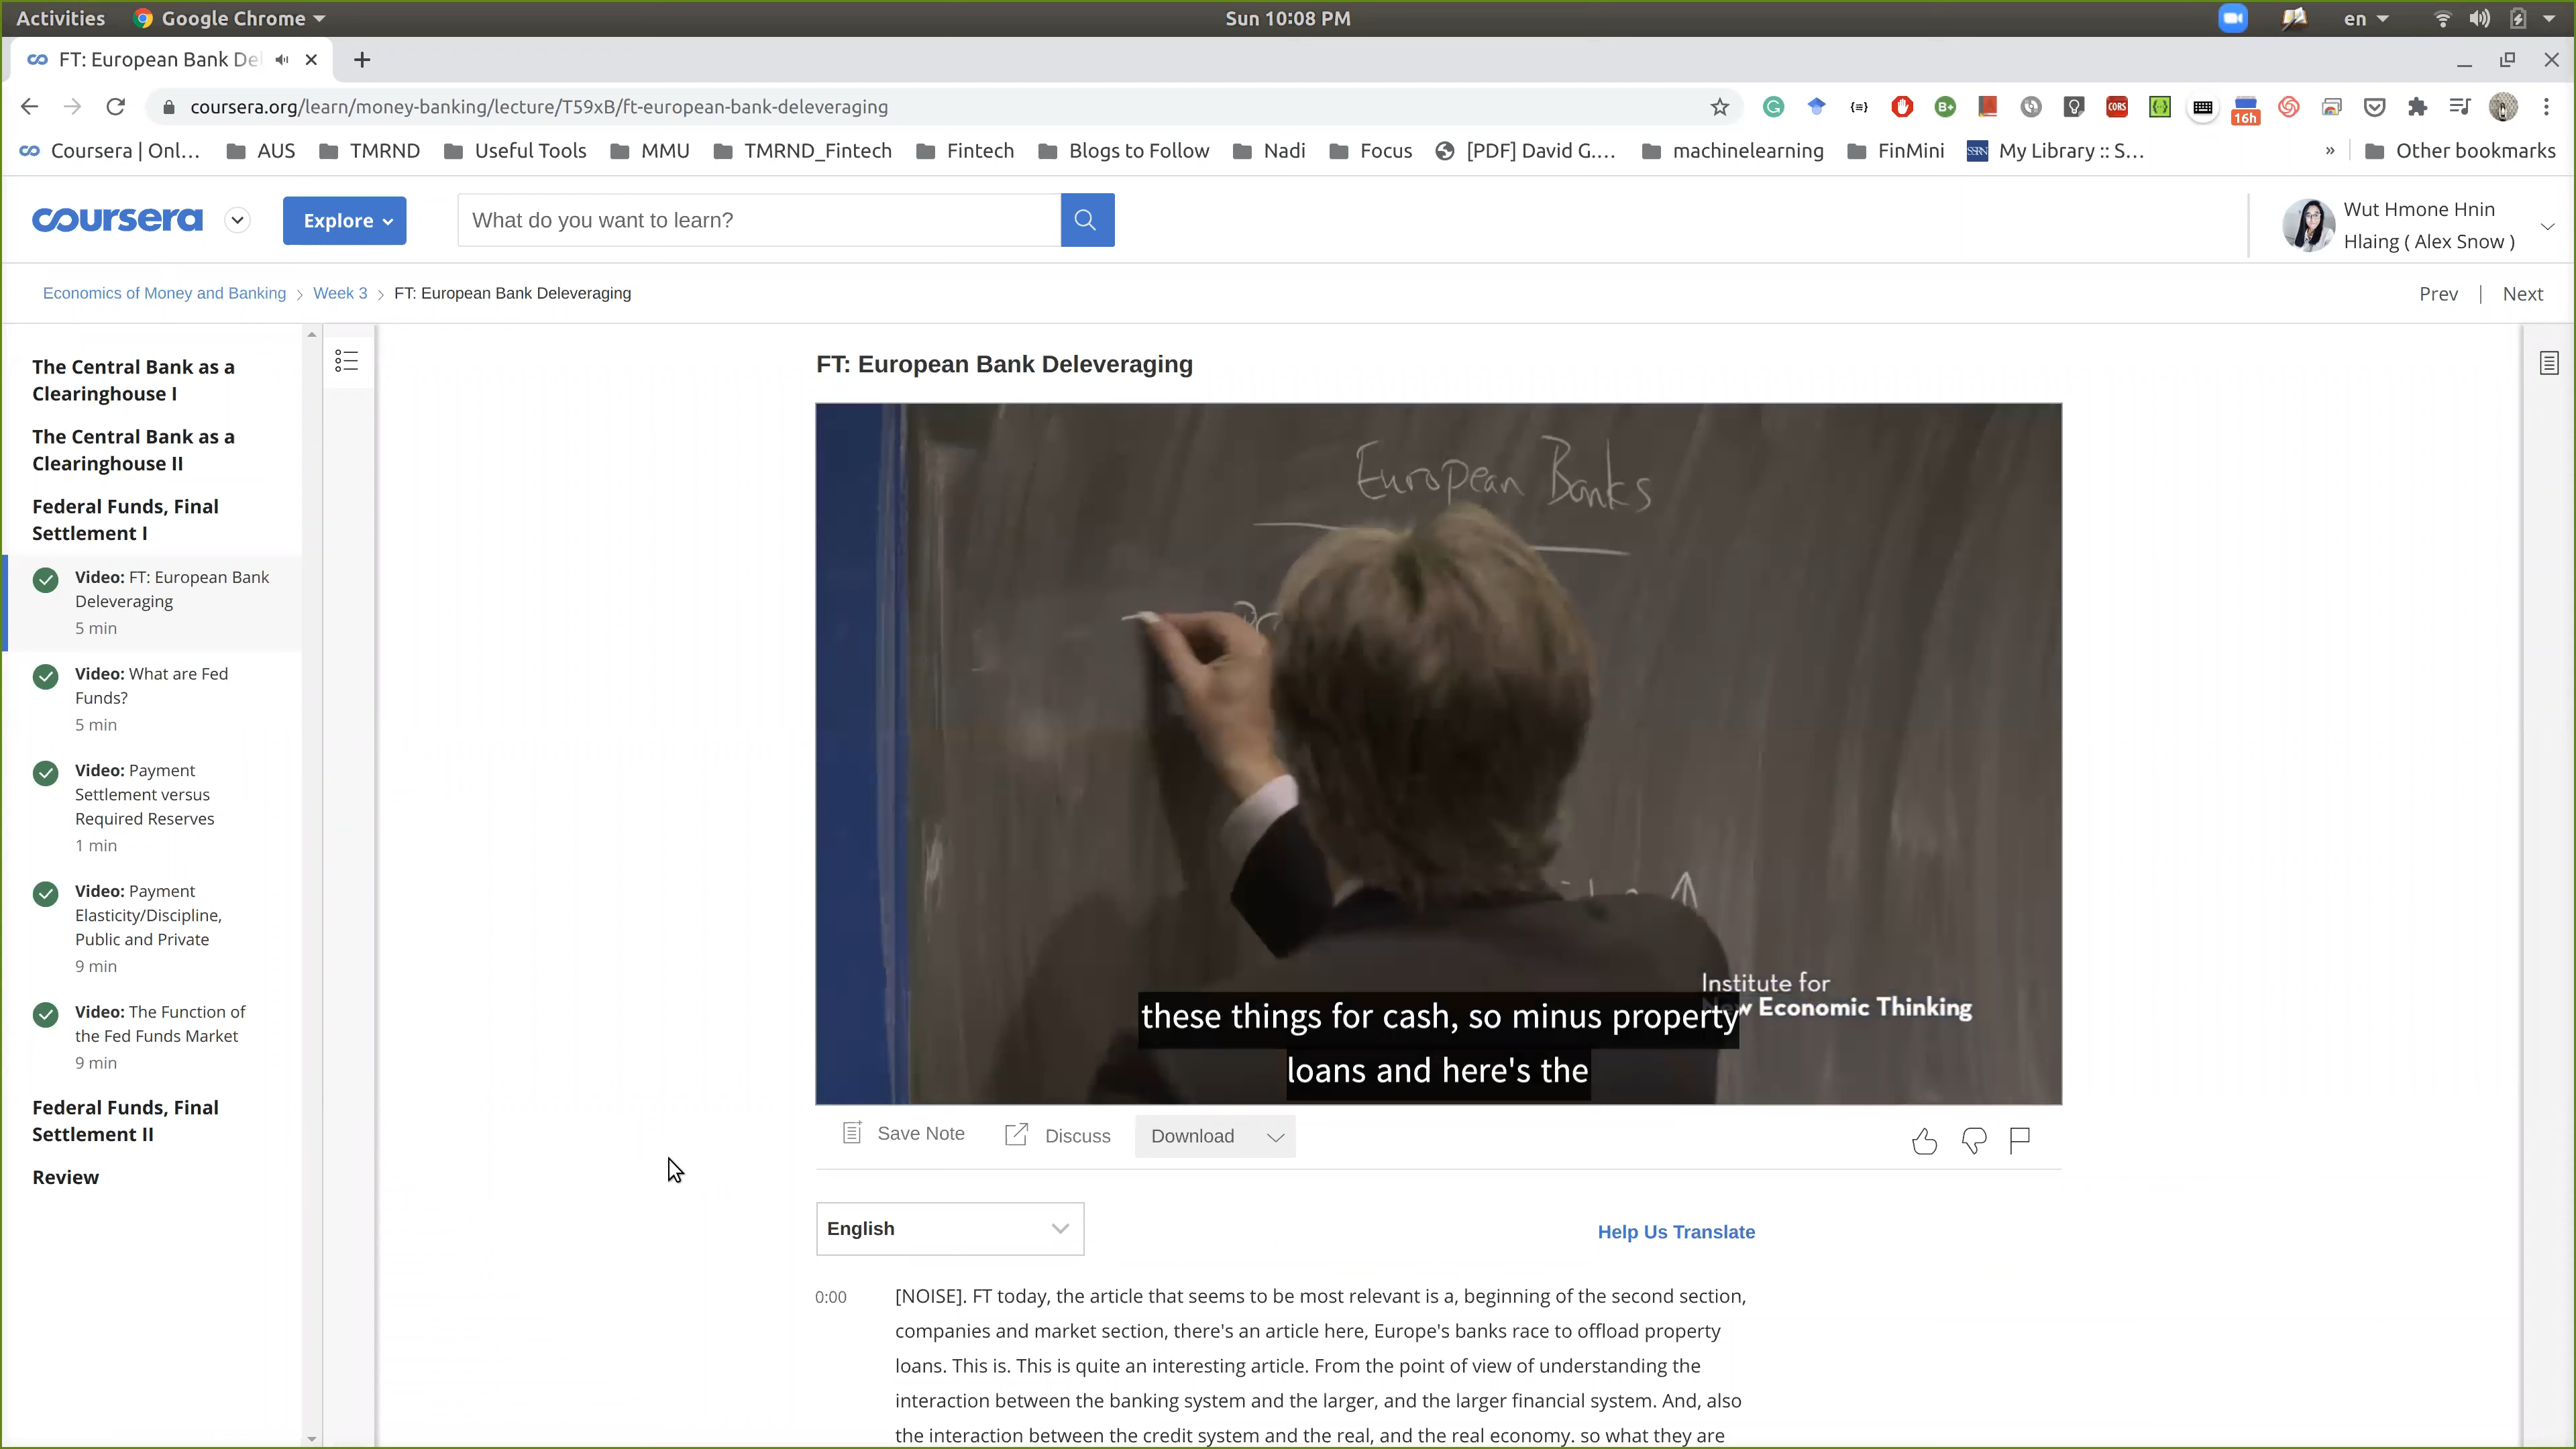 Activities
Google Chrome
Sun 10:08 PM
en
FT: European Bank De
coursera.org/learn/money-banking/lecture/T59xB/ft-european-bank-deleveraging
CORS
16h
Coursera | Onl...
AUS
TMRND
Useful Tools
MMU
TMRND_Fintech
Fintech
Blogs to Follow
Nadi
Focus
[PDF] David G....
machinelearning
FinMini
SSRN
My Library :: S...
»
Other bookmarks
coursera
Explore
What do you want to learn?
Wut Hmone Hnin
Hlaing ( Alex Snow )
Economics of Money and Banking > Week 3 > FT: European Bank Deleveraging
Prev | Next
The Central Bank as a
Clearinghouse I
The Central Bank as a
Clearinghouse II
Federal Funds, Final
Settlement I
Video: FT: European Bank
Deleveraging
5 min
Video: What are Fed
Funds?
5 min
Video: Payment
Settlement versus
Required Reserves
1 min
Video: Payment
Elasticity/Discipline,
Public and Private
9 min
Video: The Function of
the Fed Funds Market
9 min
Federal Funds, Final
Settlement II
Review
FT: European Bank Deleveraging
European Banks
Institute for
Economic Thinking
these things for cash, so minus property
loans and here's the
Save Note
Discuss
Download
English
Help Us Translate
0:00
[NOISE]. FT today, the article that seems to be most relevant is a, beginning of the second section,
companies and market section, there's an article here, Europe's banks race to offload property
loans. This is. This is quite an interesting article. From the point of view of understanding the
interaction between the banking system and the larger, and the larger financial system. And, also
the interaction between the credit system and the real, and the real economy. so what they are